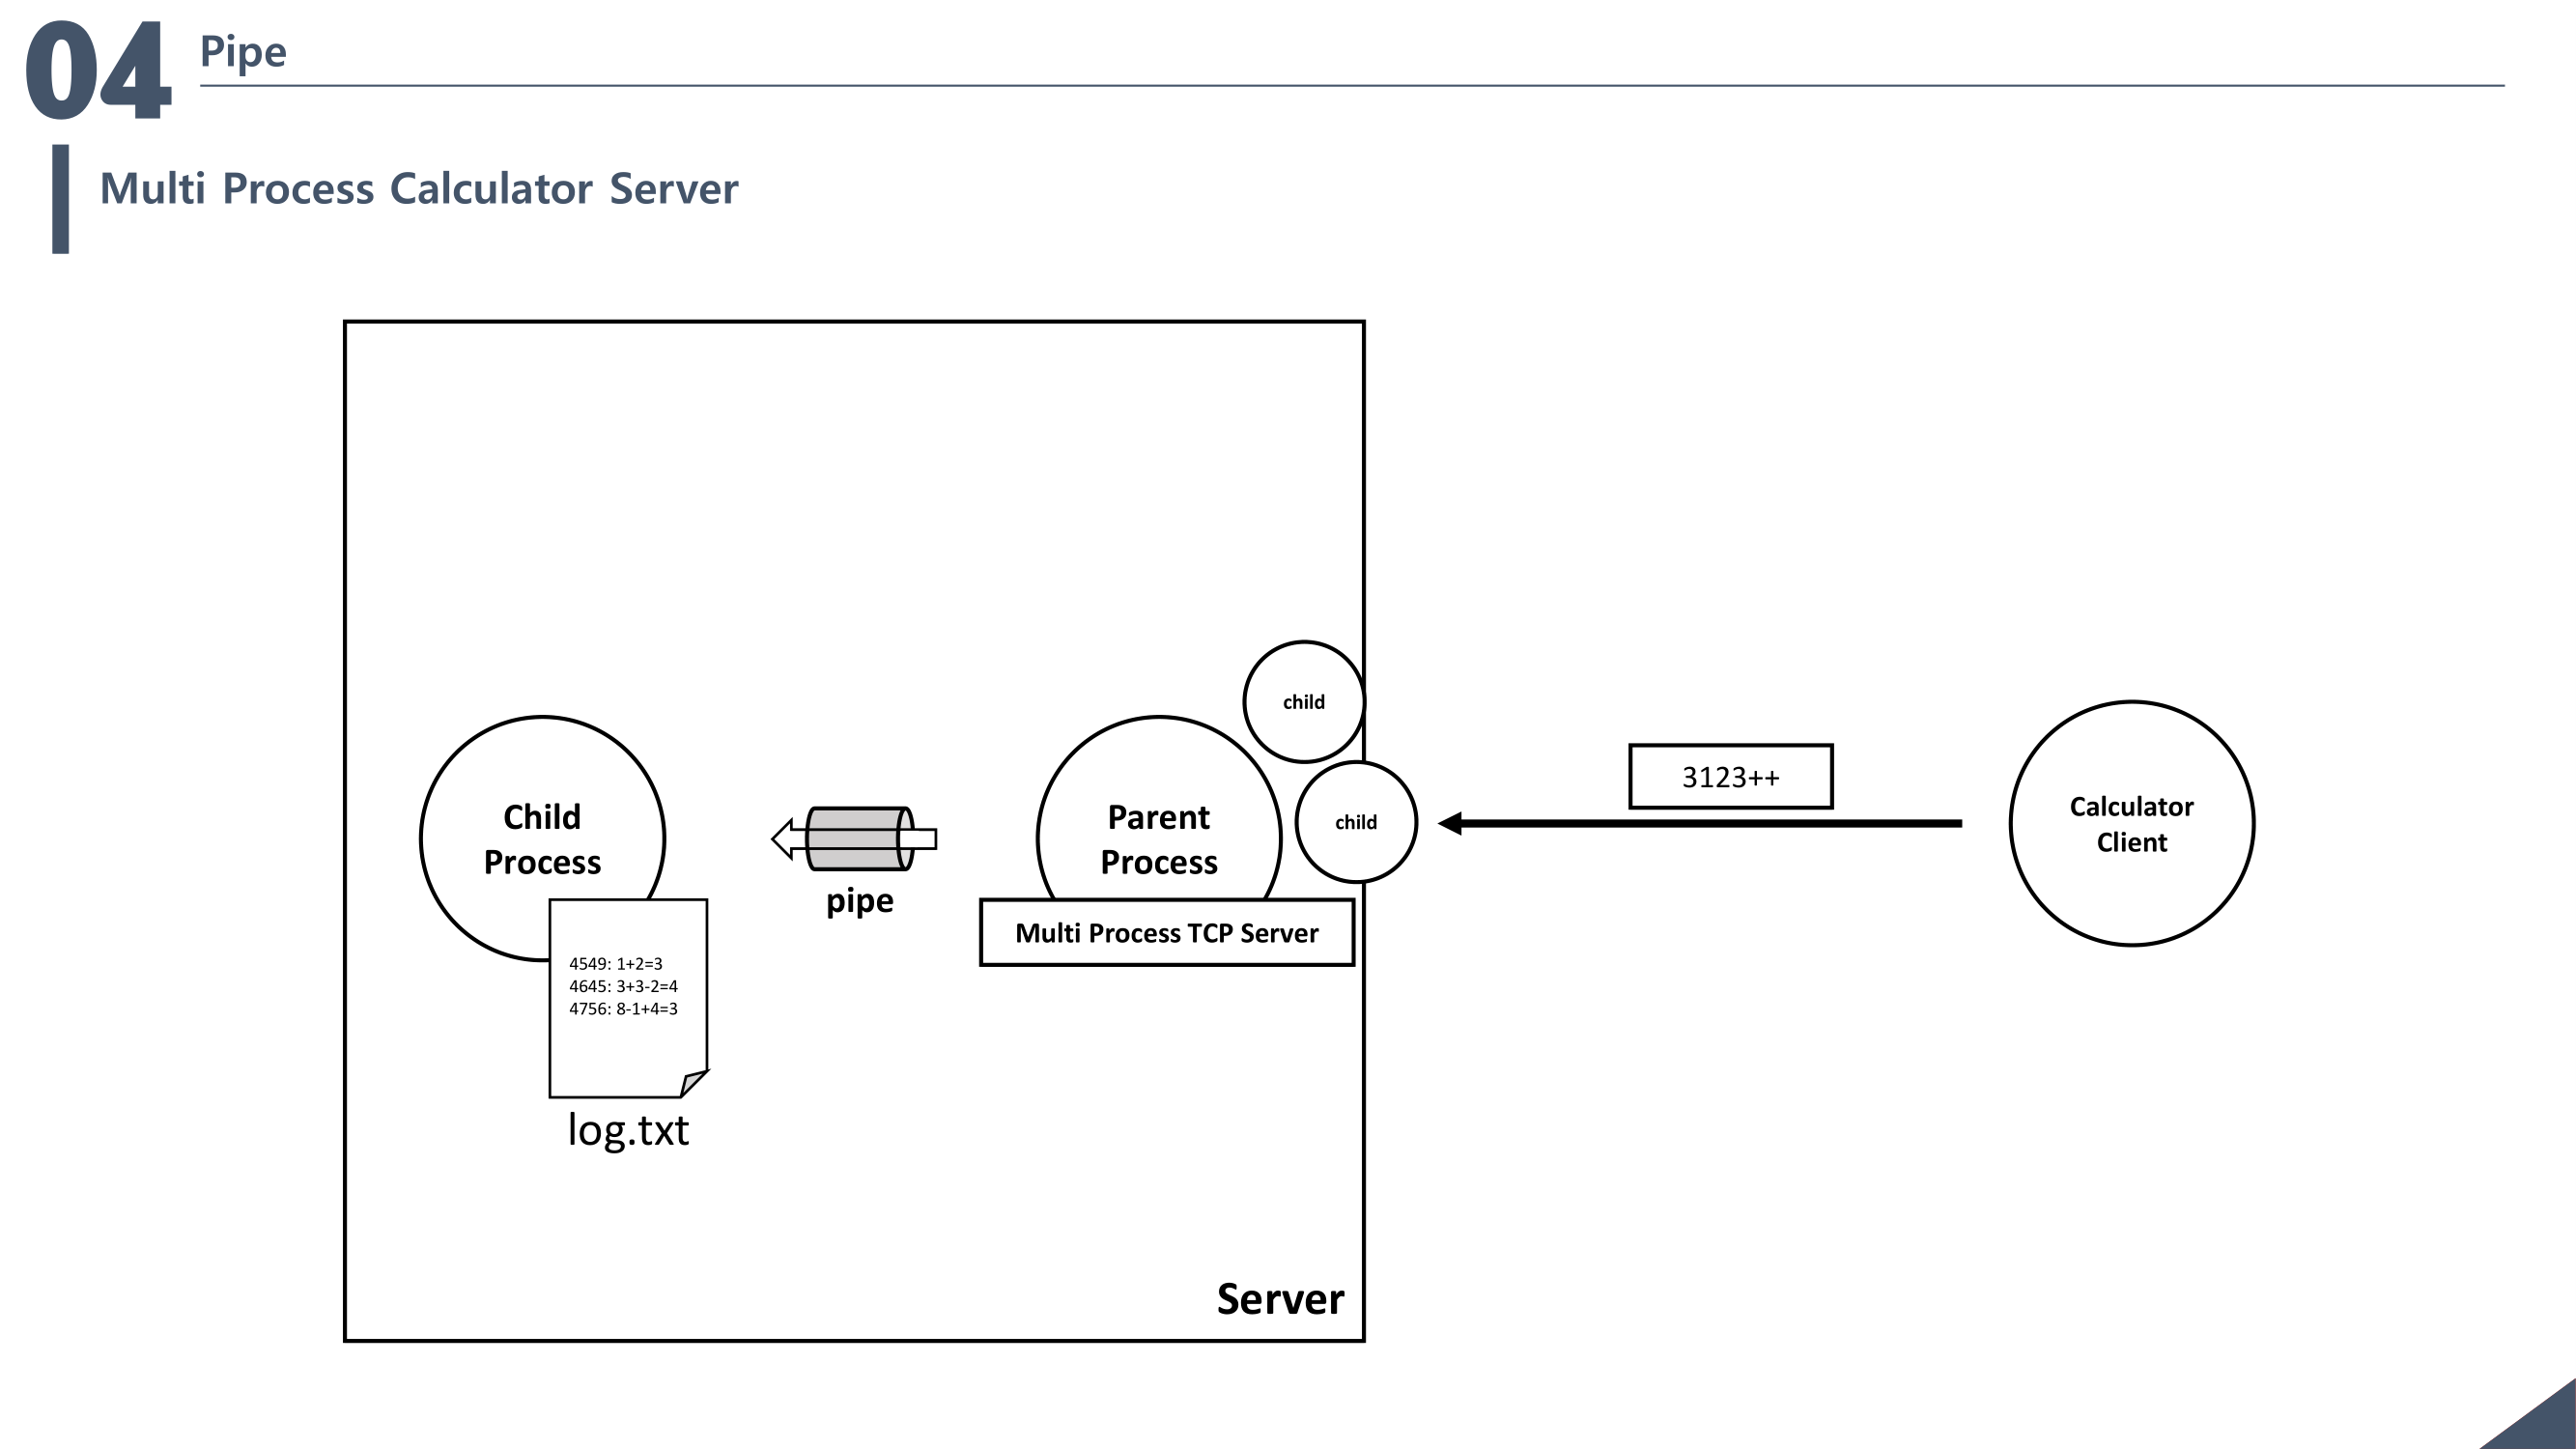 04
Pipe
Multi Process Calculator Server
child
child
3123++
Calculator
Client
Child
Process
pipe
Parent
Process
Multi Process TCP Server
4549: 1+2=3
4645: 3+3-2=4
4756: 8-1+4=3
log.txt
Server